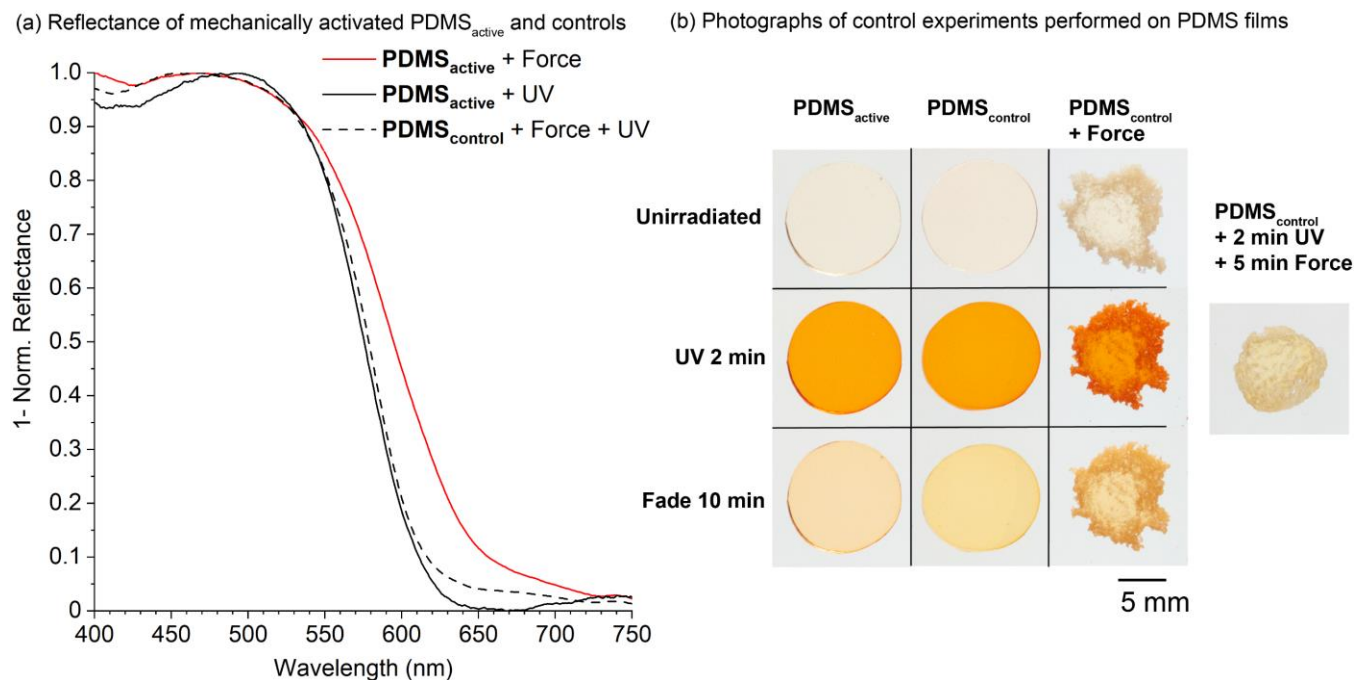 (a) Reflectance of mechanically activated PDMSactive and controls
PDMSactive + Force
PDMSactive + UV
PDMScontrol + Force + UV
1.0
0.9
0.8
0.7
0.6
0.5
0.4
0.3
0.2
0.1
0
1- Norm. Reflectance
400 450 500 550 600 650 700 750
Wavelength (nm)
(b) Photographs of control experiments performed on PDMS films
PDMSactive
PDMScontrol
PDMScontrol
+ Force
Unirradiated
UV 2 min
Fade 10 min
PDMScontrol
+ 2 min UV
+ 5 min Force
5 mm